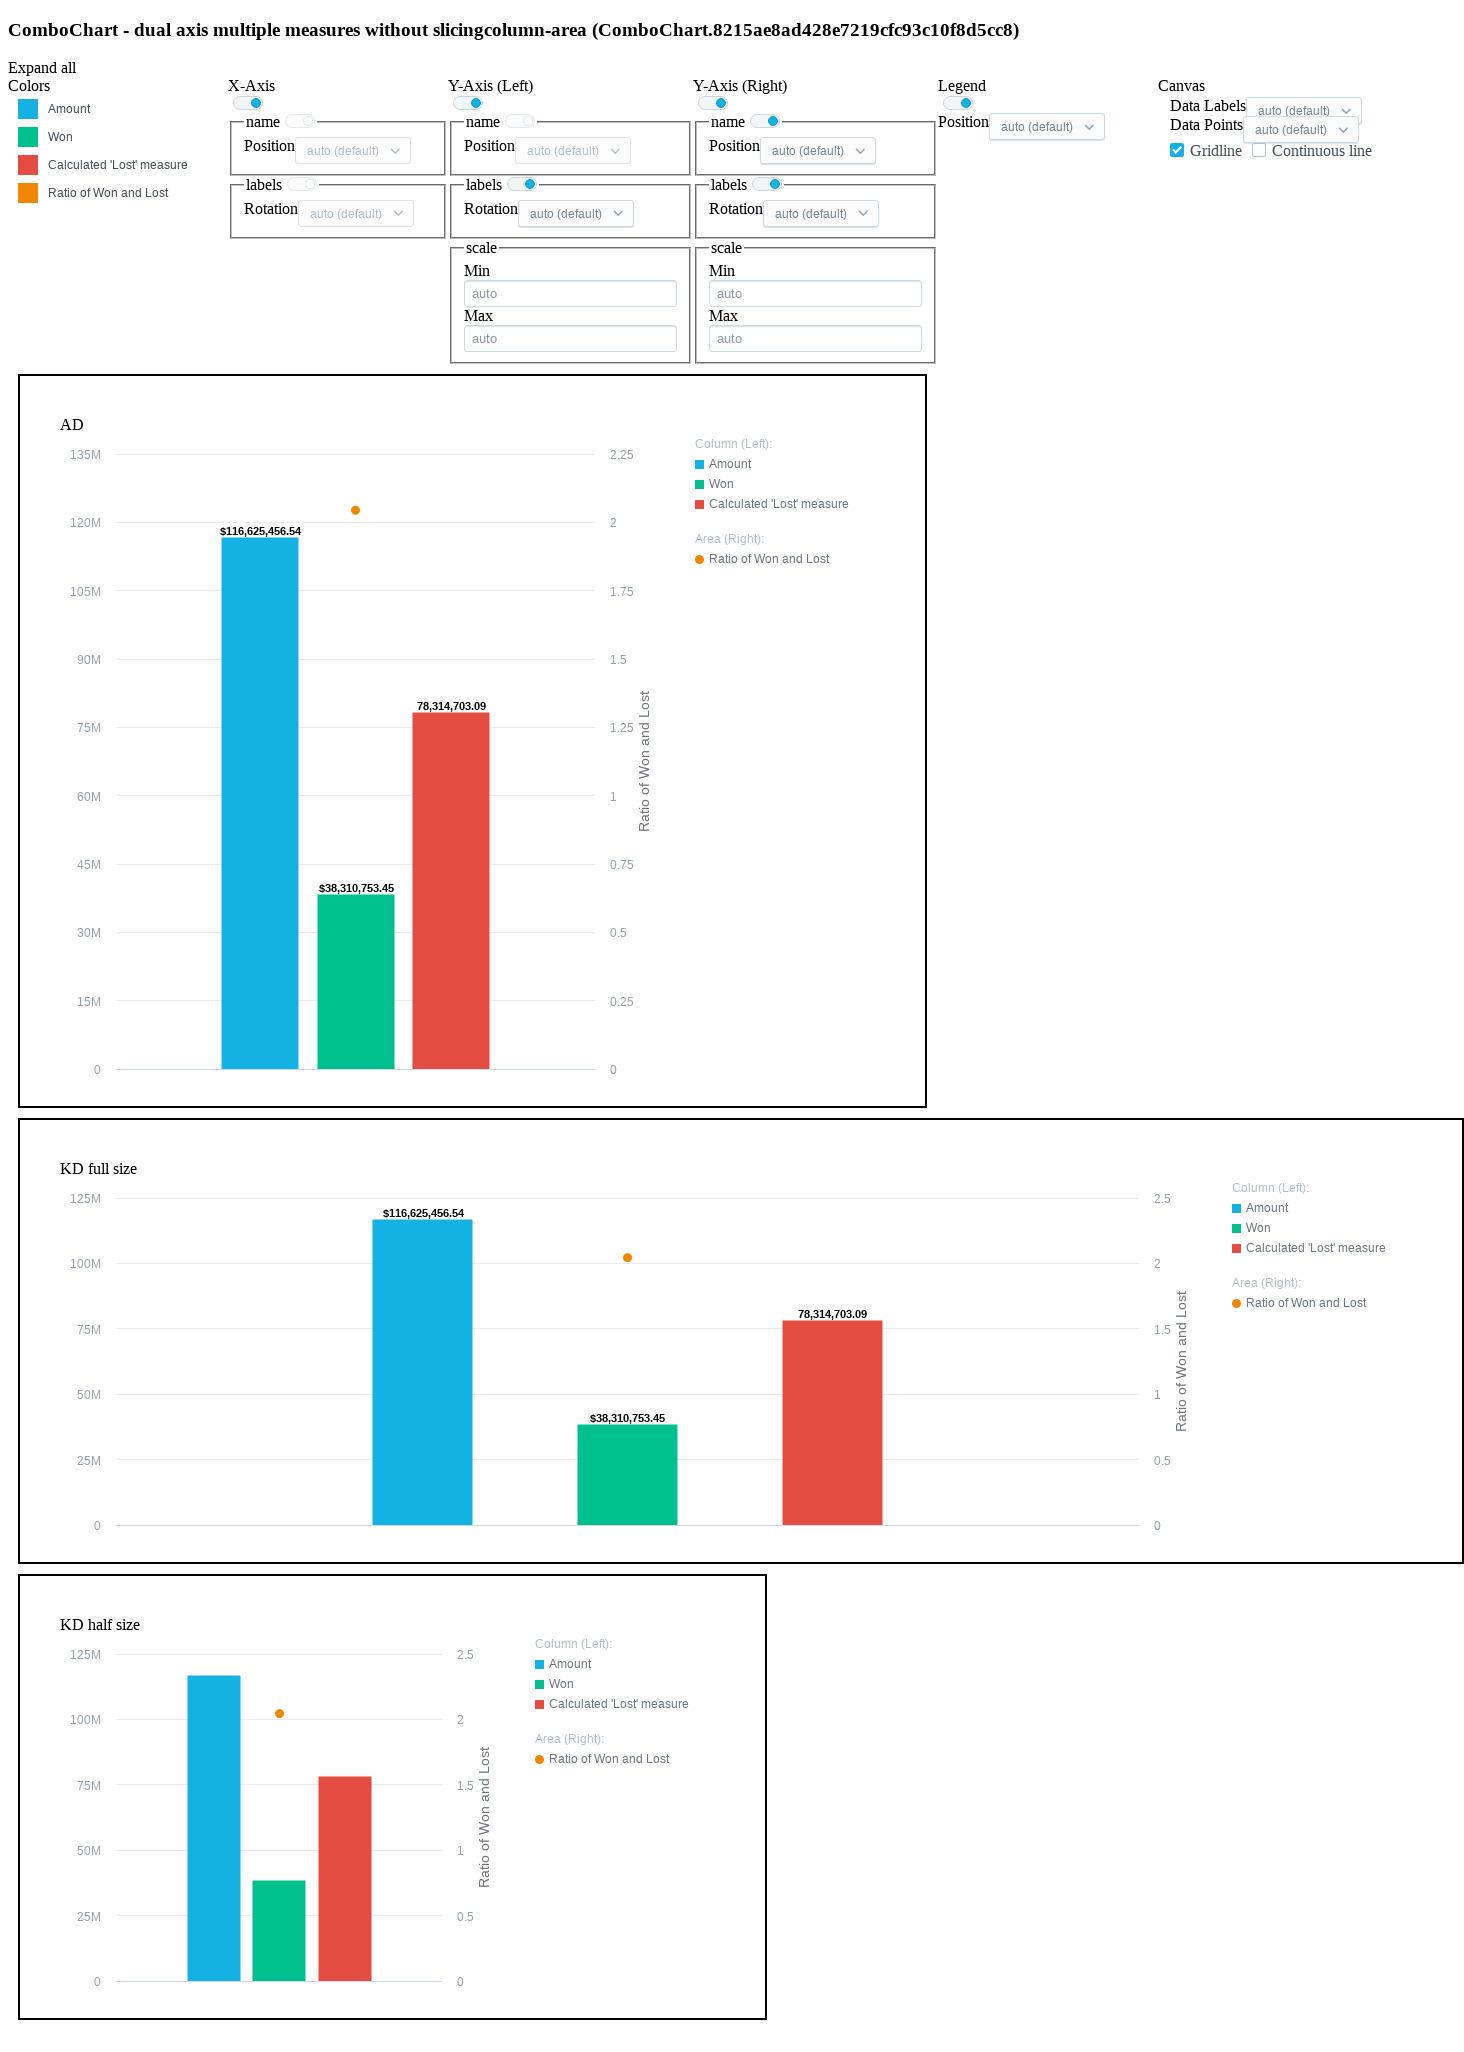 ComboChart - dual axis multiple measures without slicingcolumn-area (ComboChart.8215ae8ad428e7219cfc93c10f8d5cc8)
Expand all
Colors
Amount
Won
Calculated 'Lost' measure
Ratio of Won and Lost
X-Axis
name
Position auto (default)
labels
Rotation auto (default)
Y-Axis (Left)
name
Position auto (default)
labels
Rotation auto (default)
scale
Min
auto
Max
auto
Y-Axis (Right)
name
Position auto (default)
labels
Rotation auto (default)
scale
Min
auto
Max
auto
Legend
Position auto (default)
Canvas
Data Labels auto (default)
Data Points auto (default)
Gridline Continuous line
AD
135M
120M
105M
90M
75M
60M
45M
30M
15M
0
$116,625,456.54
$38,310,753.45
78,314,703.09
2.25
2
1.75
1.5
1.25
1
0.75
0.5
0.25
0
Ratio of Won and Lost
Column (Left):
Amount
Won
Calculated 'Lost' measure
Area (Right):
Ratio of Won and Lost
KD full size
125M
100M
75M
50M
25M
0
$116,625,456.54
$38,310,753.45
78,314,703.09
2.5
2
1.5
1
0.5
0
Ratio of Won and Lost
Column (Left):
Amount
Won
Calculated 'Lost' measure
Area (Right):
Ratio of Won and Lost
KD half size
125M
100M
75M
50M
25M
0
2.5
2
1.5
1
0.5
0
Ratio of Won and Lost
Column (Left):
Amount
Won
Calculated 'Lost' measure
Area (Right):
Ratio of Won and Lost